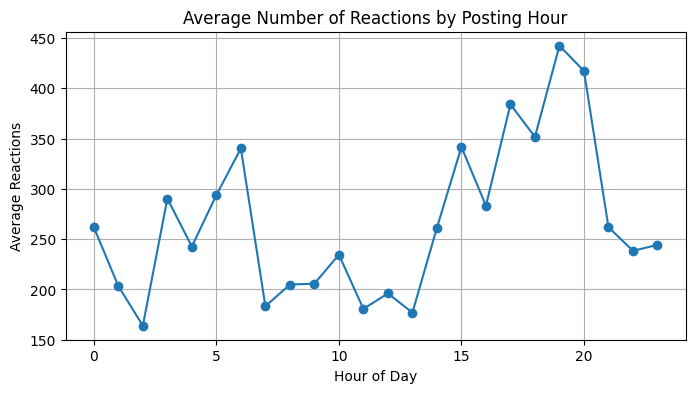 Average Number of Reactions by Posting Hour
450
400
350
300
250
200
150
Average Reactions
0 5 10 15 20
Hour of Day